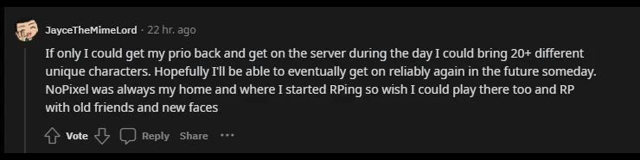 JayceTheMimeLord · 22 hr. ago
If only I could get my prio back and get on the server during the day I could bring 20+ different
unique characters. Hopefully I'll be able to eventually get on reliably again in the future someday.
NoPixel was always my home and where I started RPing so wish I could play there too and RP
with old friends and new faces
Vote Reply Share ···